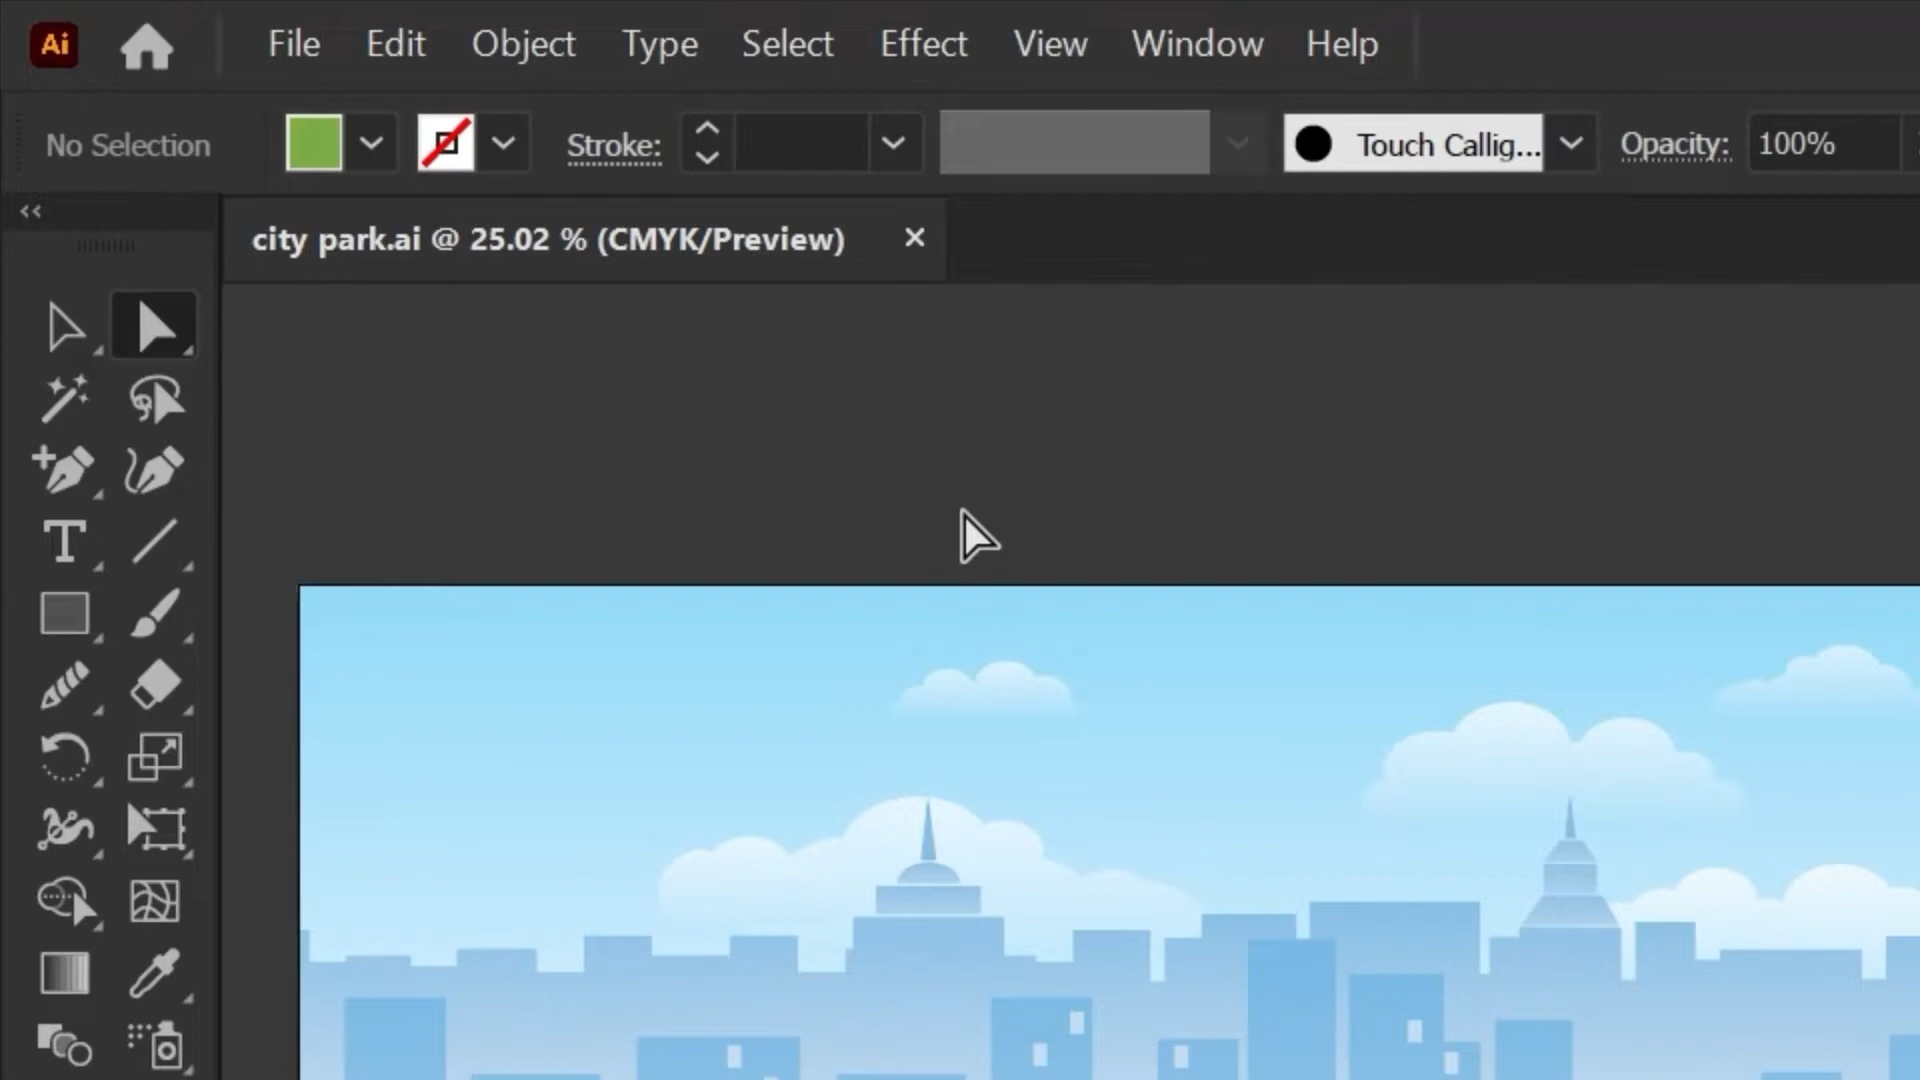 Ai File Edit Object Type Select Effect View Window Help
No Selection Stroke: Touch Callig... Opacity: 100%
city park.ai @ 25.02 % (CMYK/Preview) ×